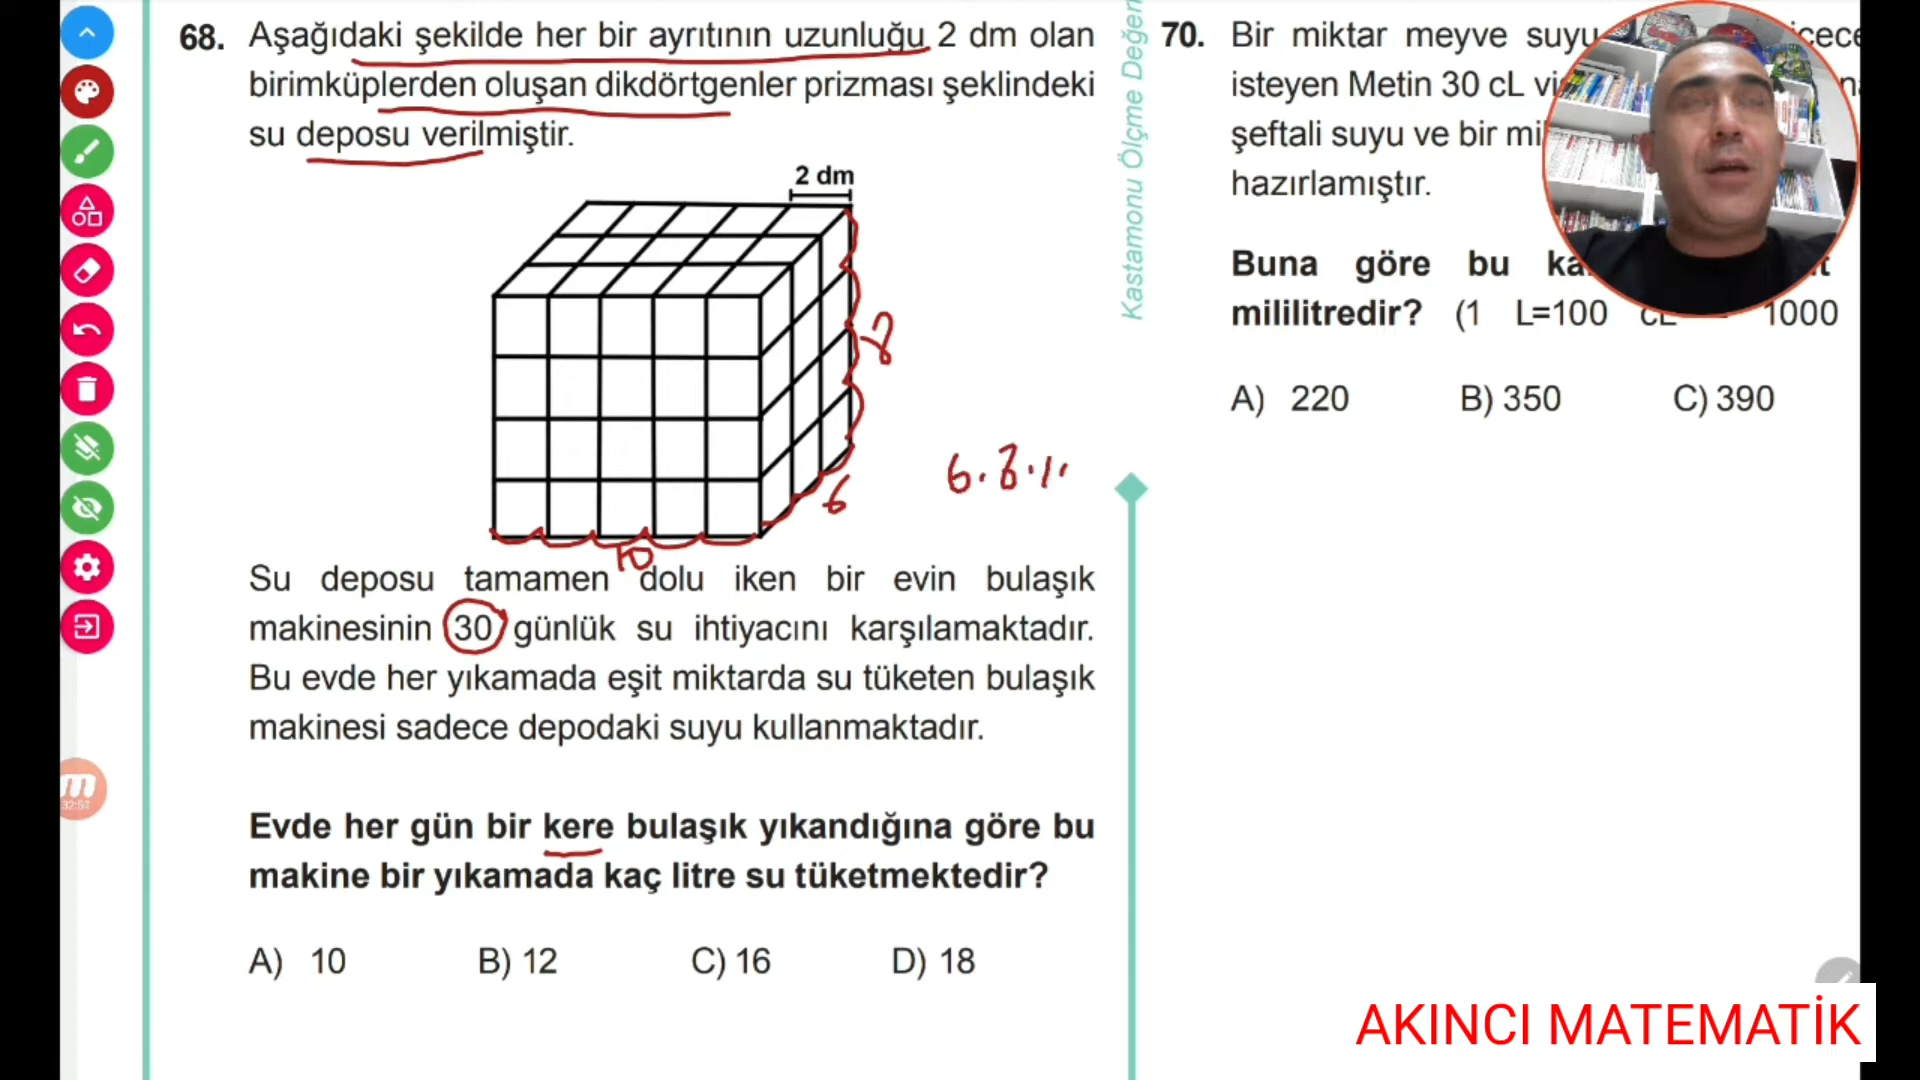 68. Aşağıdaki şekilde her bir ayrıtının uzunluğu 2 dm olan
birimküplerden oluşan dikdörtgenler prizması şeklindeki
su deposu verilmiştir.
2 dm
8
6
10
6.8.10
Su deposu tamamen dolu iken bir evin bulaşık
makinesinin 30 günlük su ihtiyacını karşılamaktadır.
Bu evde her yıkamada eşit miktarda su tüketen bulaşık
makinesi sadece depodaki suyu kullanmaktadır.
Evde her gün bir kere bulaşık yıkandığına göre bu
makine bir yıkamada kaç litre su tüketmektedir?
A) 10 B) 12 C) 16 D) 18
Kastamonu Ölçme Değer
70. Bir miktar meyve suyu
isteyen Metin 30 cL
şeftali suyu ve bir
hazırlamıştır.
Buna göre bu
mililitredir? (1 L=100 cL 1000
A) 220 B) 350 C) 390
m
32:57
AKINCI MATEMATİK